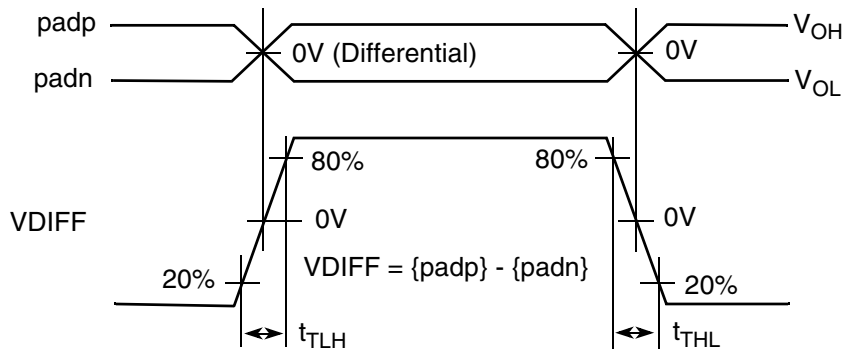 padp
0V (Differential)
0V
V_OH
padn
V_OL
80%
80%
VDIFF
0V
0V
20%
VDIFF = {padp} - {padn}
20%
t_TLH
t_THL